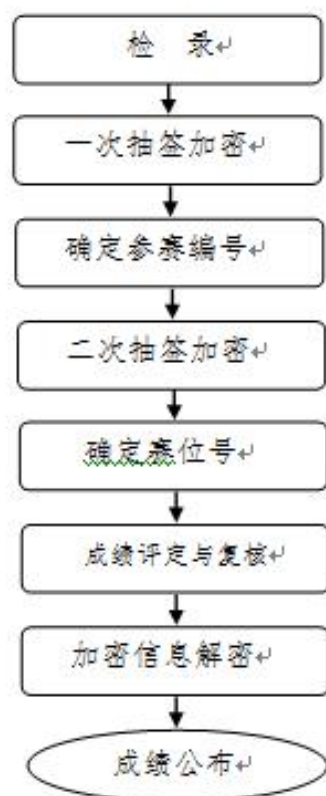 检 录
一次抽签加密
确定参赛编号
二次抽签加密
确定赛位号
成绩评定与复核
加密信息解密
成绩公布